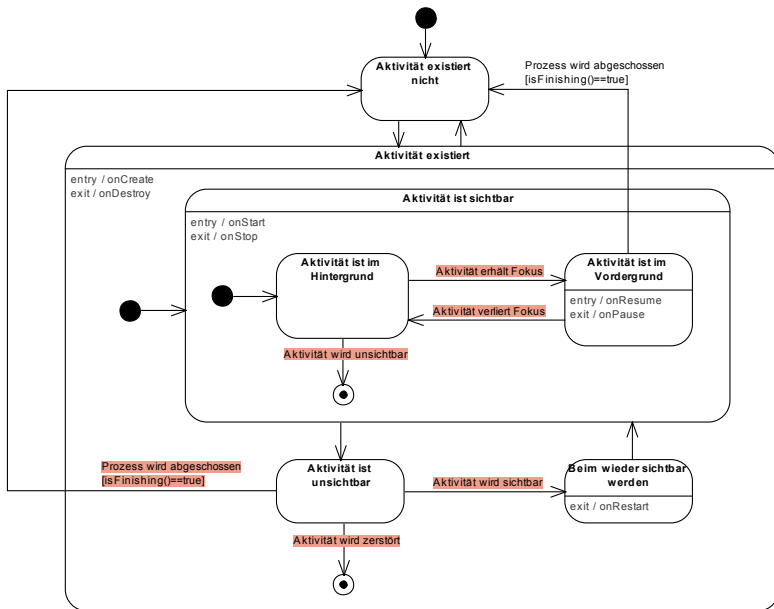 Aktivität existiert
nicht
Prozess wird abgeschossen
[isFinishing()==true]
Aktivität existiert
entry / onCreate
exit / onDestroy
Aktivität ist sichtbar
entry / onStart
exit / onStop
Aktivität ist im
Hintergrund
Aktivität erhält Fokus
Aktivität verliert Fokus
Aktivität ist im
Vordergrund
entry / onResume
exit / onPause
Aktivität wird unsichtbar
Prozess wird abgeschossen
[isFinishing()==true]
Aktivität ist
unsichtbar
Aktivität wird sichtbar
Beim wieder sichtbar
werden
exit / onRestart
Aktivität wird zerstört